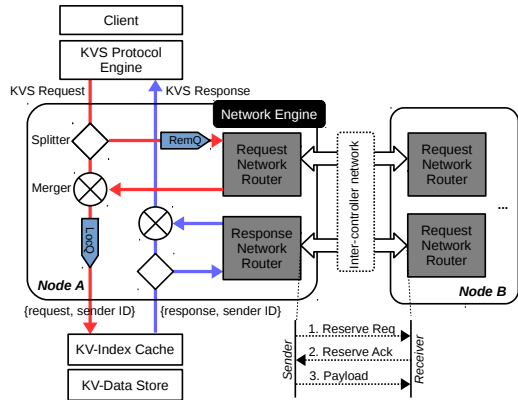 Client
KVS Protocol
Engine
KVS Request
KVS Response
Network Engine
Splitter
RemQ
Request
Network
Router
Merger
LocQ
Response
Network
Router
Node A
Inter-controller network
Request
Network
Router
...
Request
Network
Router
Node B
{request, sender ID}
{response, sender ID}
KV-Index Cache
KV-Data Store
Sender
1. Reserve Req
2. Reserve Ack
3. Payload
Receiver